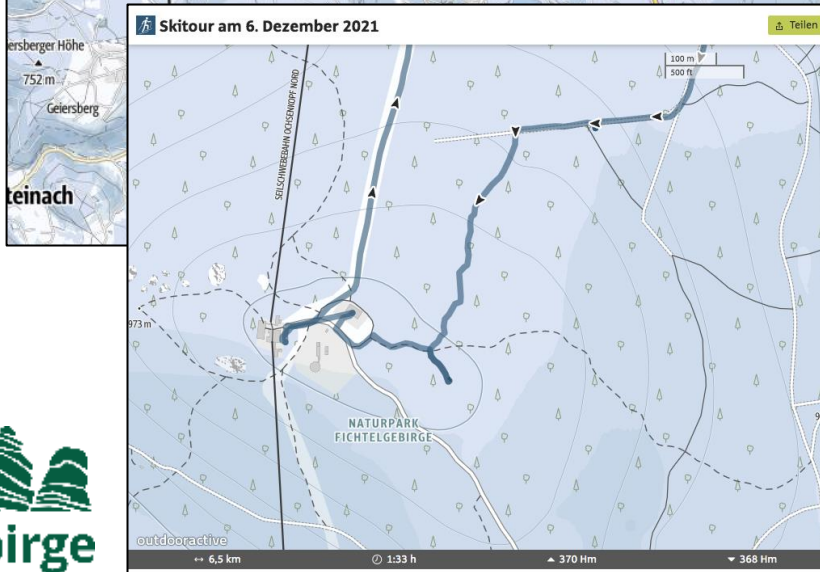 ersberger Höhe
752 m
Geiersberg
teinach
Skitour am 6. Dezember 2021
Teilen
100 m
500 ft
SEILSCHWEBEBAHN OCHSENKOPF NORD
973 m
NATURPARK
FICHTELGEBIRGE
9
outdooractive
6,5 km
1:33 h
370 Hm
368 Hm
birge